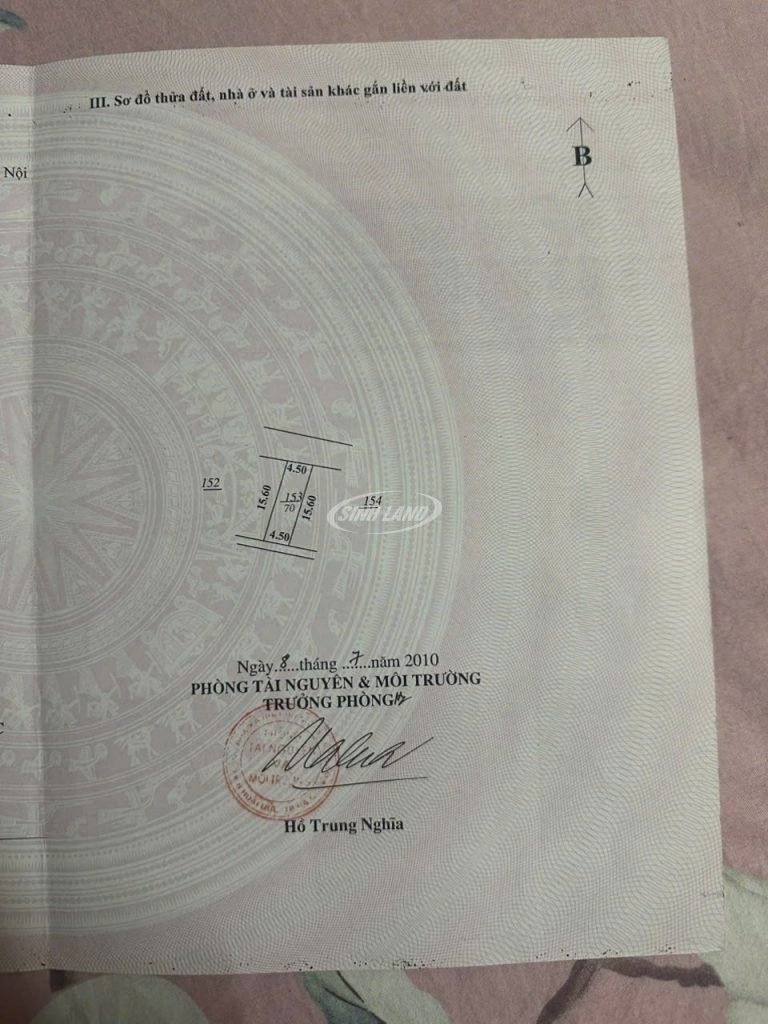 III. Sơ đồ thửa đất, nhà ở và tài sản khác gắn liền với đất
B
Nội
152
4.50
15.60
153
70
15.60
154
4.50
SINH LAND
Ngày 8 tháng 7 năm 2010
PHÒNG TÀI NGUYÊN & MÔI TRƯỜNG
TRƯỞNG PHÒNG
Hồ Trung Nghĩa